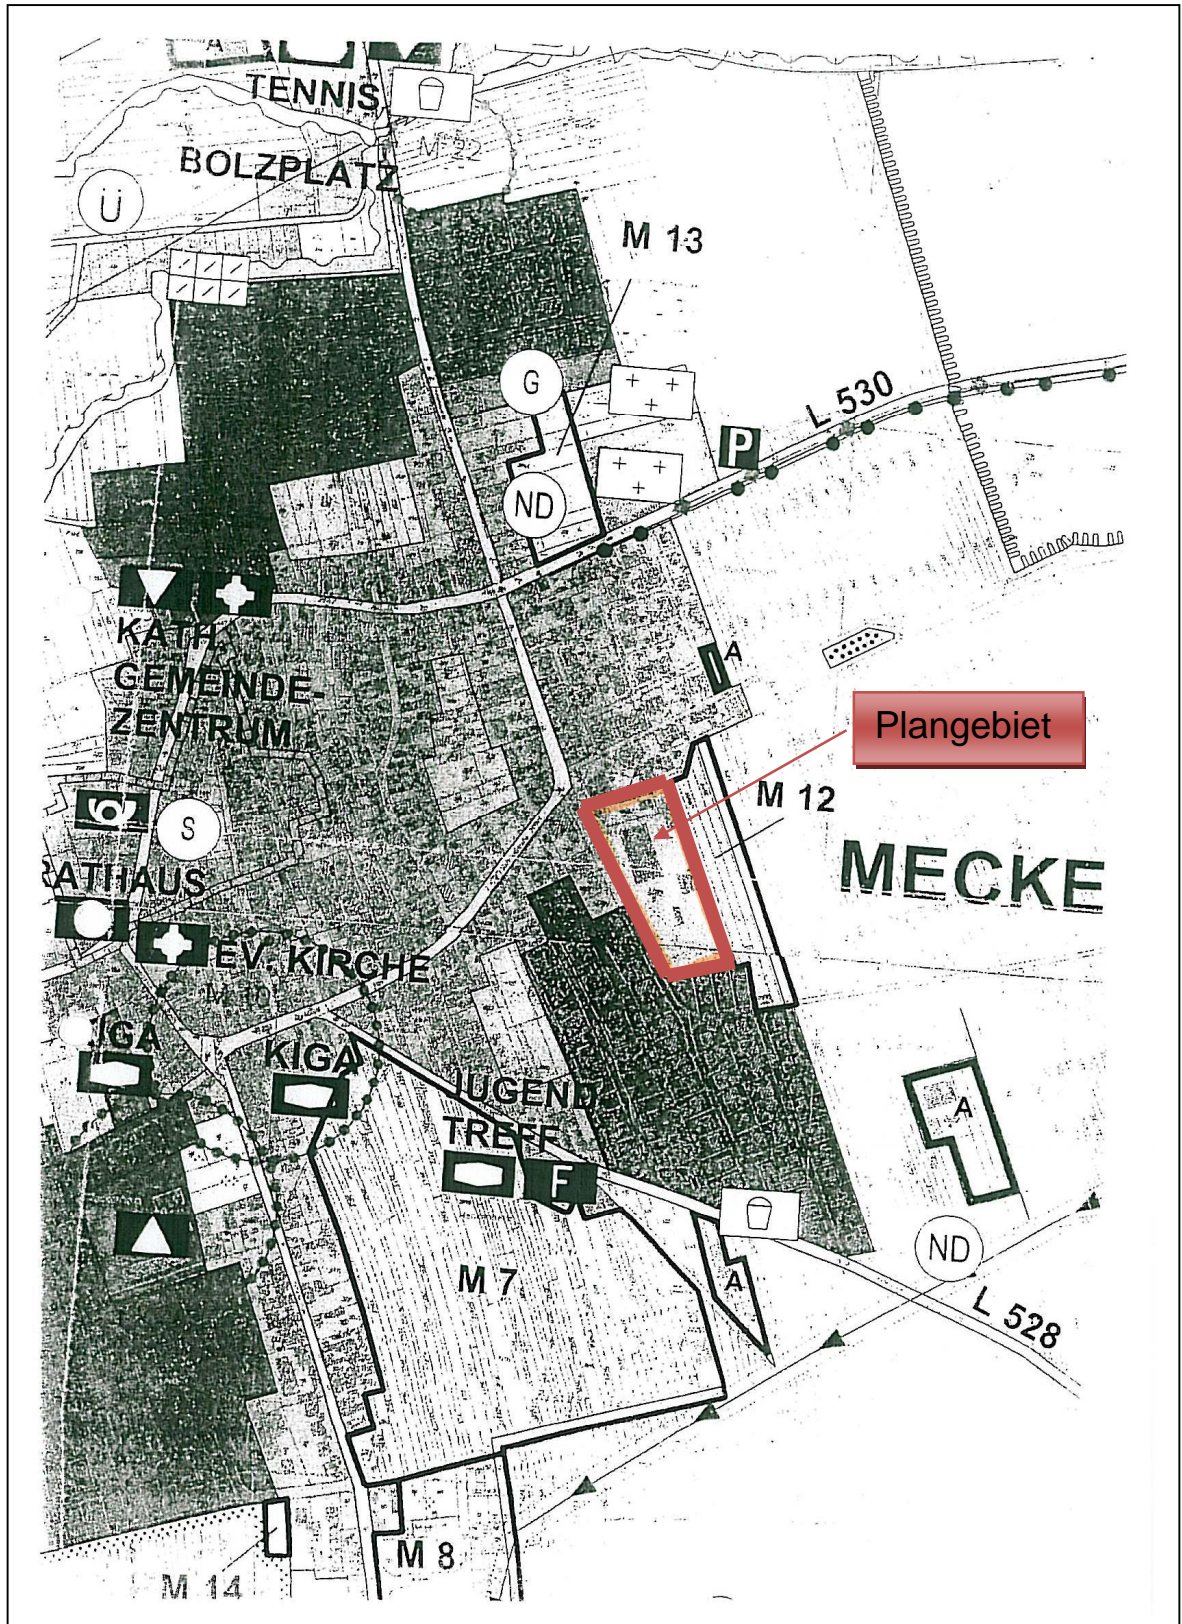 A
TENNIS
M 22
BOLZPLATZ
Ü
M 13
G
L 530
P
ND
KATH.
GEMEINDE-
ZENTRUM
A
Plangebiet
M 12
S
MECKE
RATHAUS
EV. KIRCHE
M 10
IGA
KIGA
JUGEND
TREFF
F
A
ND
M 7
A
L 528
M 8
M 14